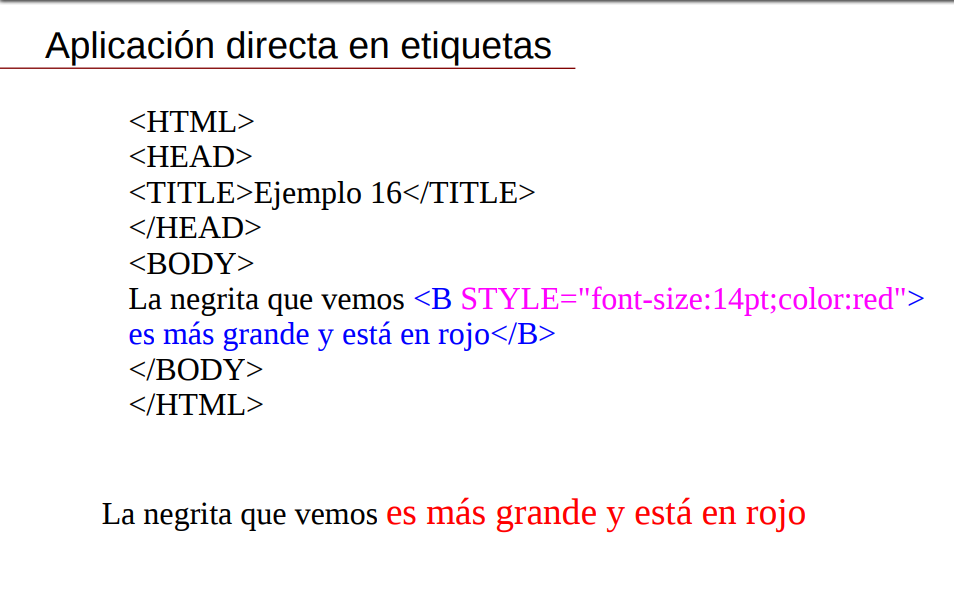 Aplicación directa en etiquetas
<HTML>
<HEAD>
<TITLE>Ejemplo 16</TITLE>
</HEAD>
<BODY>
La negrita que vemos <B STYLE="font-size:14pt;color:red">
es más grande y está en rojo</B>
</BODY>
</HTML>
La negrita que vemos es más grande y está en rojo